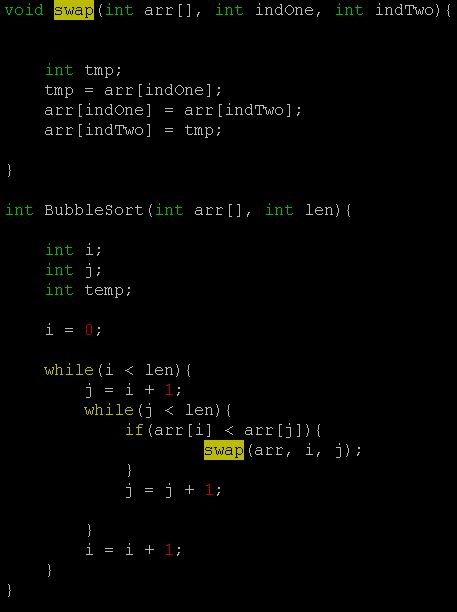 void swap(int arr[], int indOne, int indTwo){
    int tmp;
    tmp = arr[indOne];
    arr[indOne] = arr[indTwo];
    arr[indTwo] = tmp;
}
int BubbleSort(int arr[], int len){
    int i;
    int j;
    int temp;
    i = 0;
    while(i < len){
        j = i + 1;
        while(j < len){
            if(arr[i] < arr[j]){
                    swap(arr, i, j);
            }
            j = j + 1;
        }
        i = i + 1;
    }
}